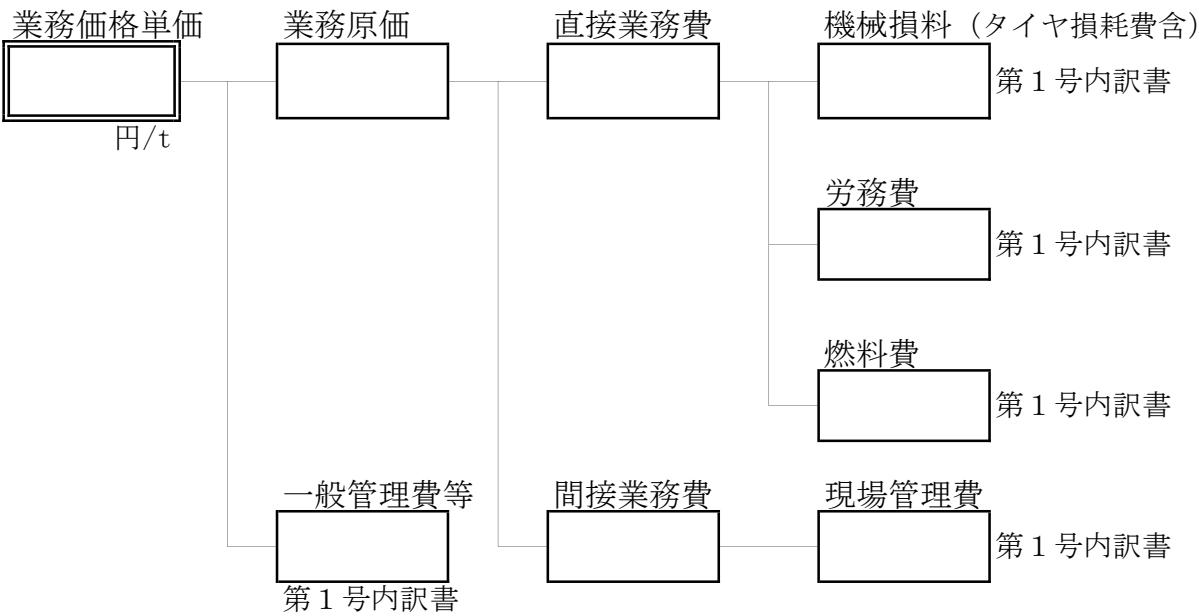 業務価格単価 業務原価 直接業務費 機械損料（タイヤ損耗費含）
第１号内訳書
円/t
労務費
第１号内訳書
燃料費
第１号内訳書
一般管理費等 間接業務費 現場管理費
第１号内訳書
第１号内訳書